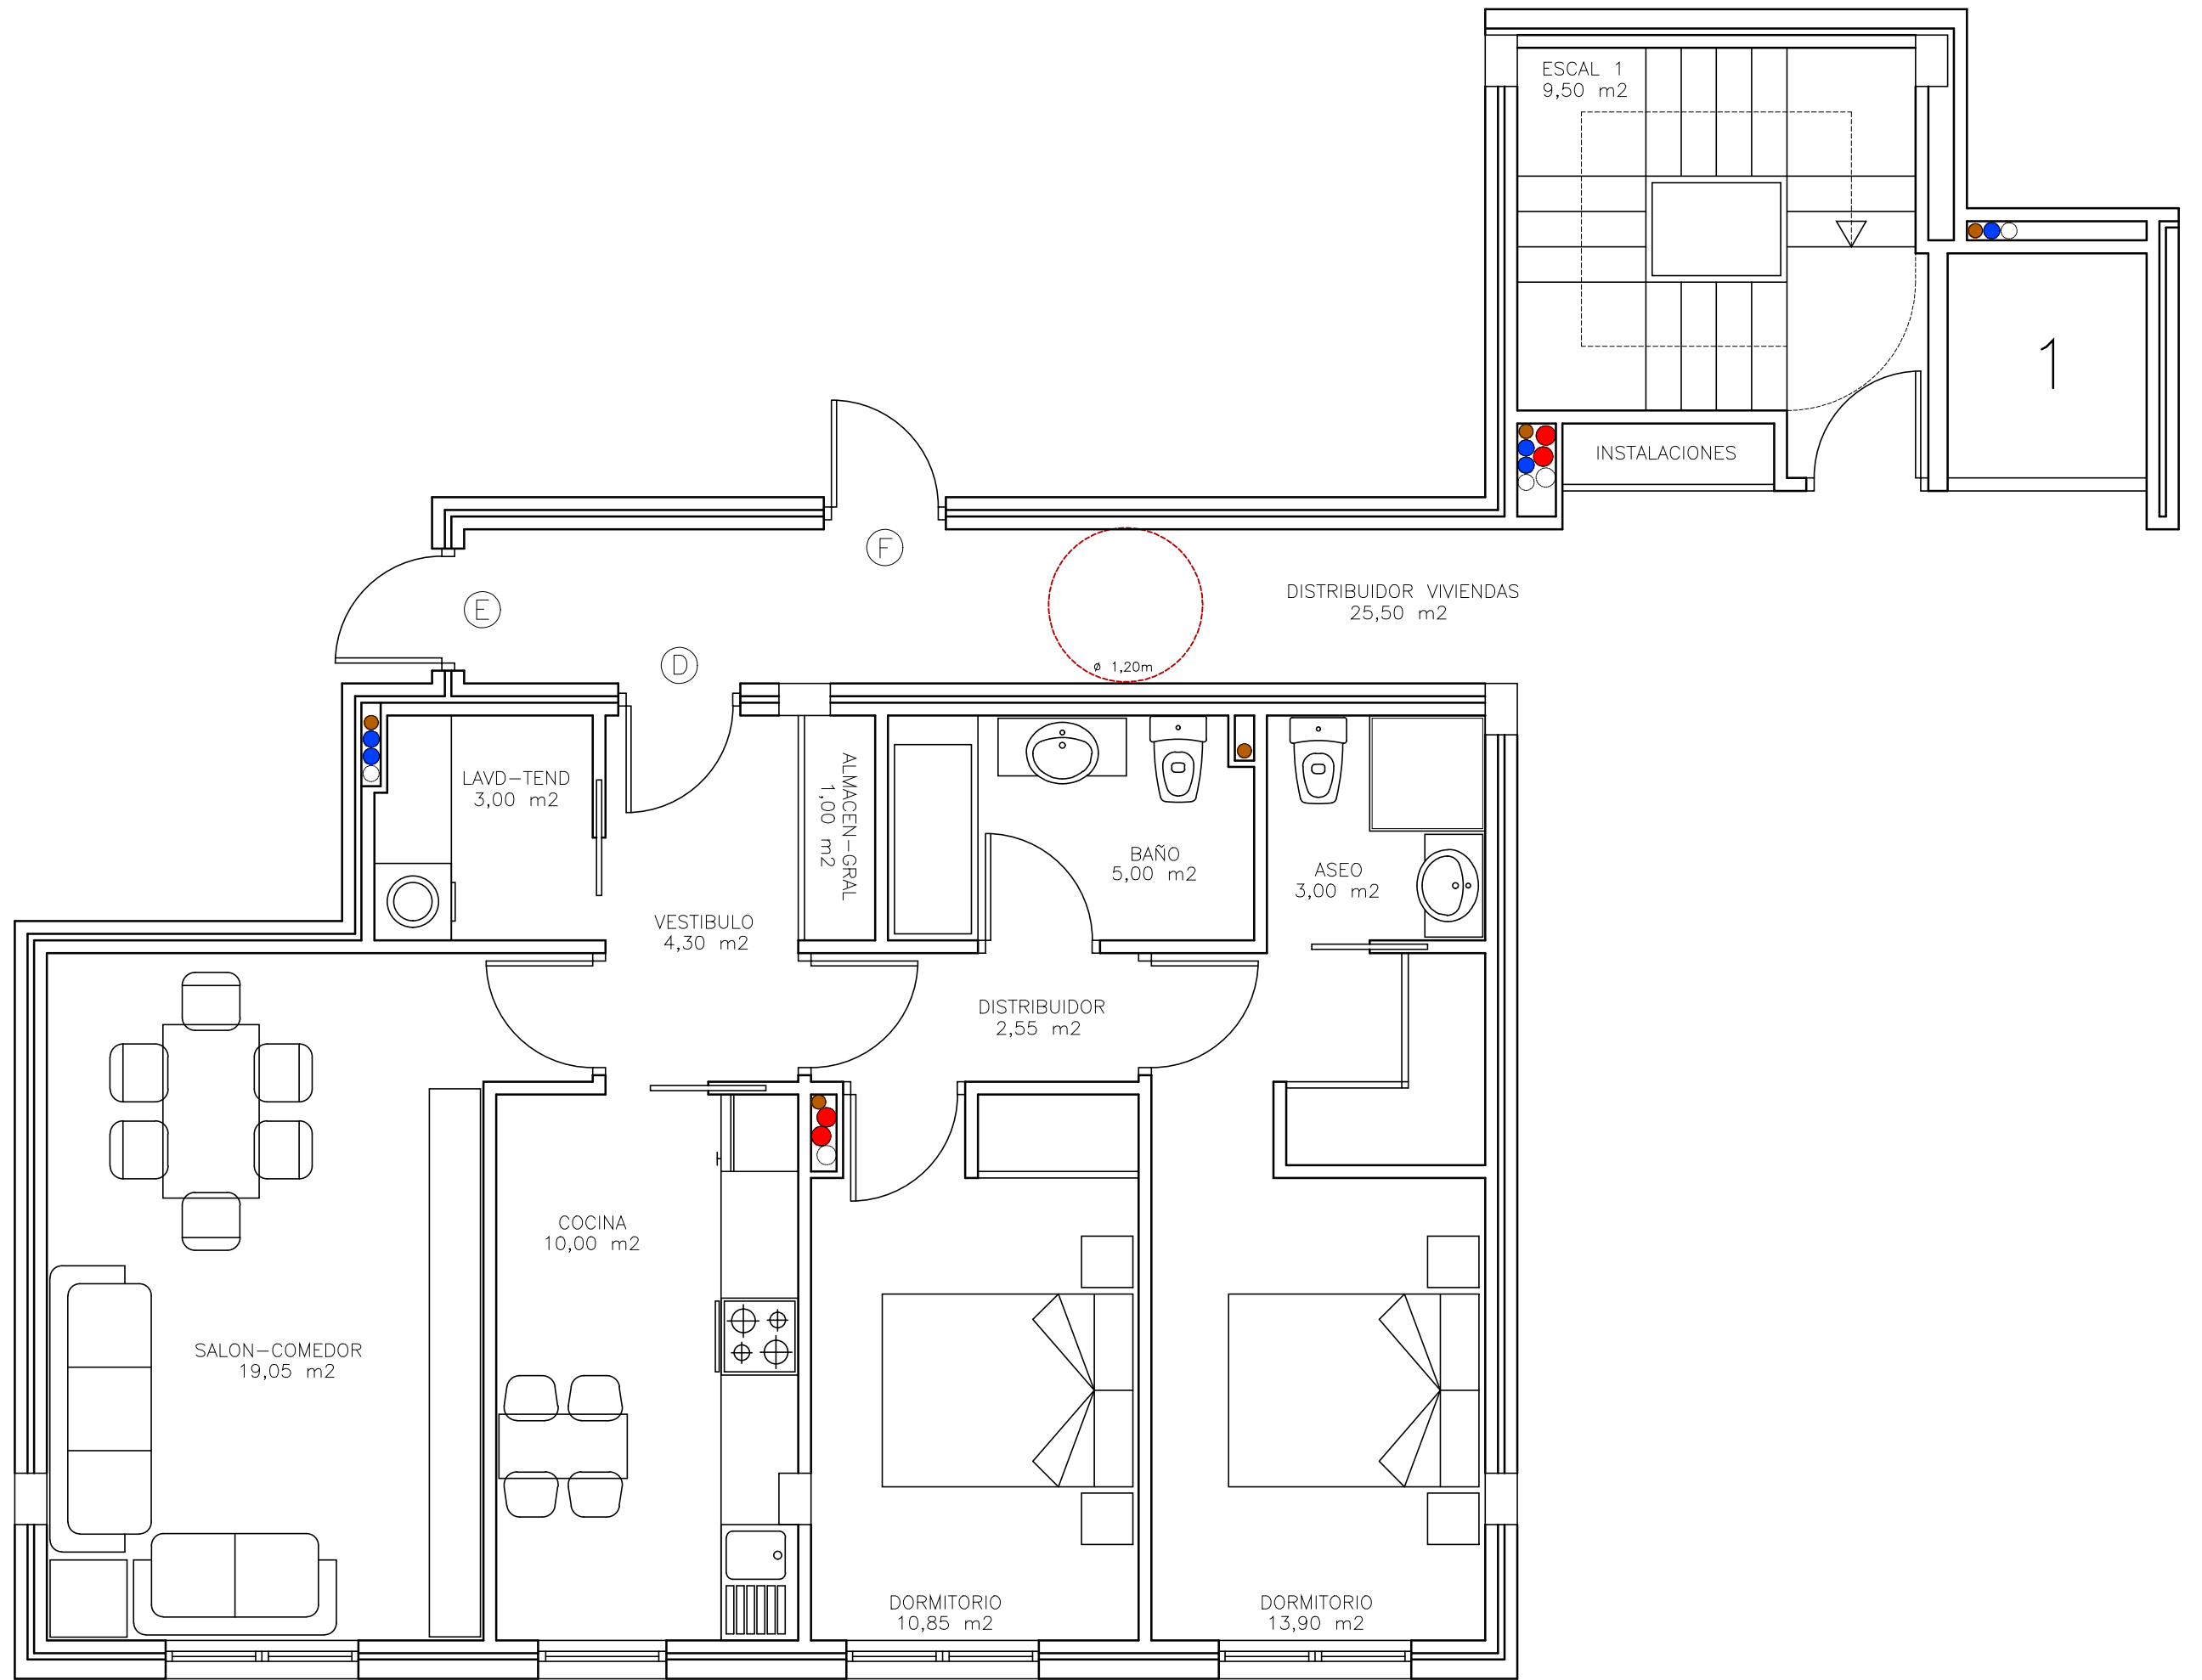 ESCAL 1
9,50 m2
1
INSTALACIONES
F
E
DISTRIBUIDOR VIVIENDAS
25,50 m2
D
ø 1,20m
LAVD-TEND
3,00 m2
ALMACEN-GRAL
1,00 m2
BAÑO
5,00 m2
ASEO
3,00 m2
VESTIBULO
4,30 m2
DISTRIBUIDOR
2,55 m2
COCINA
10,00 m2
SALON-COMEDOR
19,05 m2
DORMITORIO
10,85 m2
DORMITORIO
13,90 m2